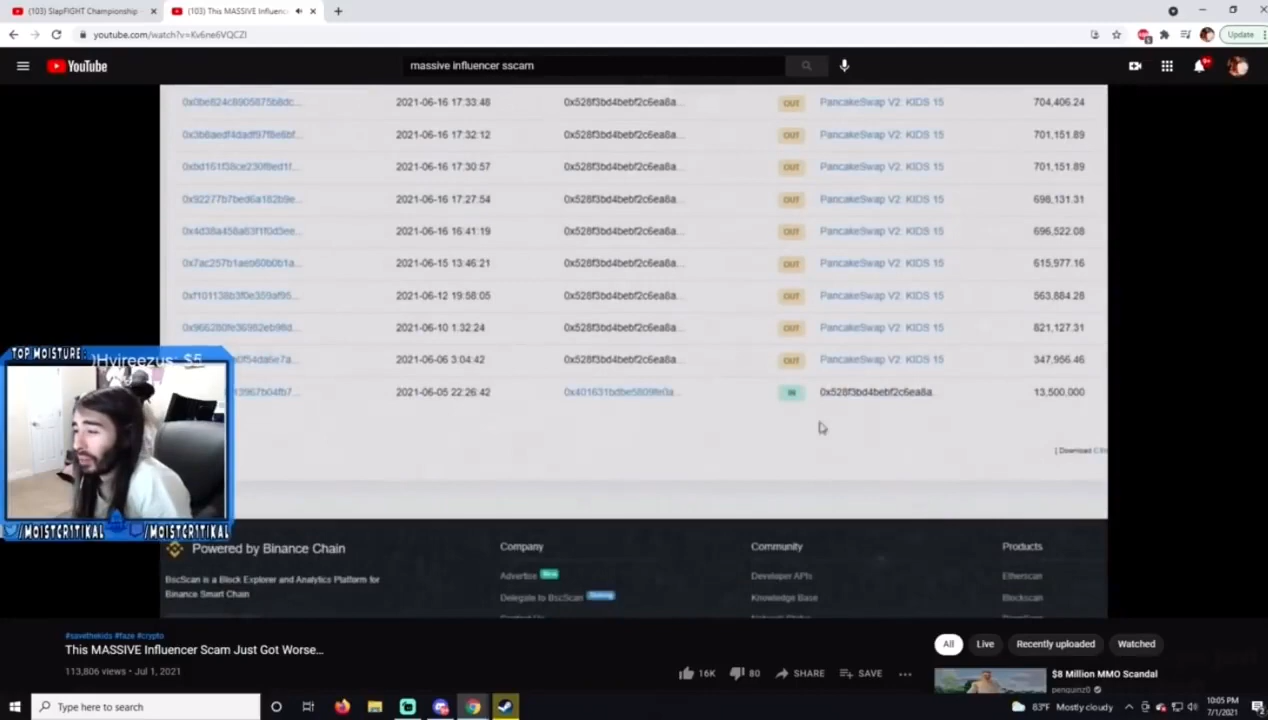 (103) SlapFIGHT Championship
(103) This MASSIVE Influenc
youtube.com/watch?v=Kv6ne6VQCZI
Update
YouTube
massive influencer sscam
9+
2021-06-16 17:33:48 0x528f3bd4bebf2c6ea8a... OUT PancakeSwap V2: KIDS 15 704,406.24
2021-06-16 17:32:12 0x528f3bd4bebf2c6ea8a... OUT PancakeSwap V2: KIDS 15 701,151.89
2021-06-16 17:30:57 0x528f3bd4bebf2c6ea8a... OUT PancakeSwap V2: KIDS 15 701,151.89
2021-06-16 17:27:54 0x528f3bd4bebf2c6ea8a... OUT PancakeSwap V2: KIDS 15 698,131.31
2021-06-16 16:41:19 0x528f3bd4bebf2c6ea8a... OUT PancakeSwap V2: KIDS 15 696,522.08
2021-06-15 13:46:21 0x528f3bd4bebf2c6ea8a... OUT PancakeSwap V2: KIDS 15 615,977.16
2021-06-12 19:58:05 0x528f3bd4bebf2c6ea8a... OUT PancakeSwap V2: KIDS 15 563,884.28
2021-06-10 1:32:24 0x528f3bd4bebf2c6ea8a... OUT PancakeSwap V2: KIDS 15 821,127.31
2021-06-06 3:04:42 0x528f3bd4bebf2c6ea8a... OUT PancakeSwap V2: KIDS 15 347,956.46
2021-06-05 22:26:42 IN 0x528f3bd4bebf2c6ea8a... 13,500,000
TOP MOISTURE: Hvireezus: $5
/MOISTCR1TIKAL /MOISTCR1TIKAL
[ Download
Powered by Binance Chain
BscScan is a Block Explorer and Analytics Platform for
Binance Smart Chain
Company
Advertise
Delegate to BscScan
Community
Developer APIs
Knowledge Base
Products
Etherscan
Blockscan
#savethekids #faze #crypto
This MASSIVE Influencer Scam Just Got Worse...
113,806 views • Jul 1, 2021
16K 80 SHARE SAVE
All Live Recently uploaded Watched
$8 Million MMO Scandal
penguinz0
Type here to search
83°F Mostly cloudy
10:05 PM
7/1/2021